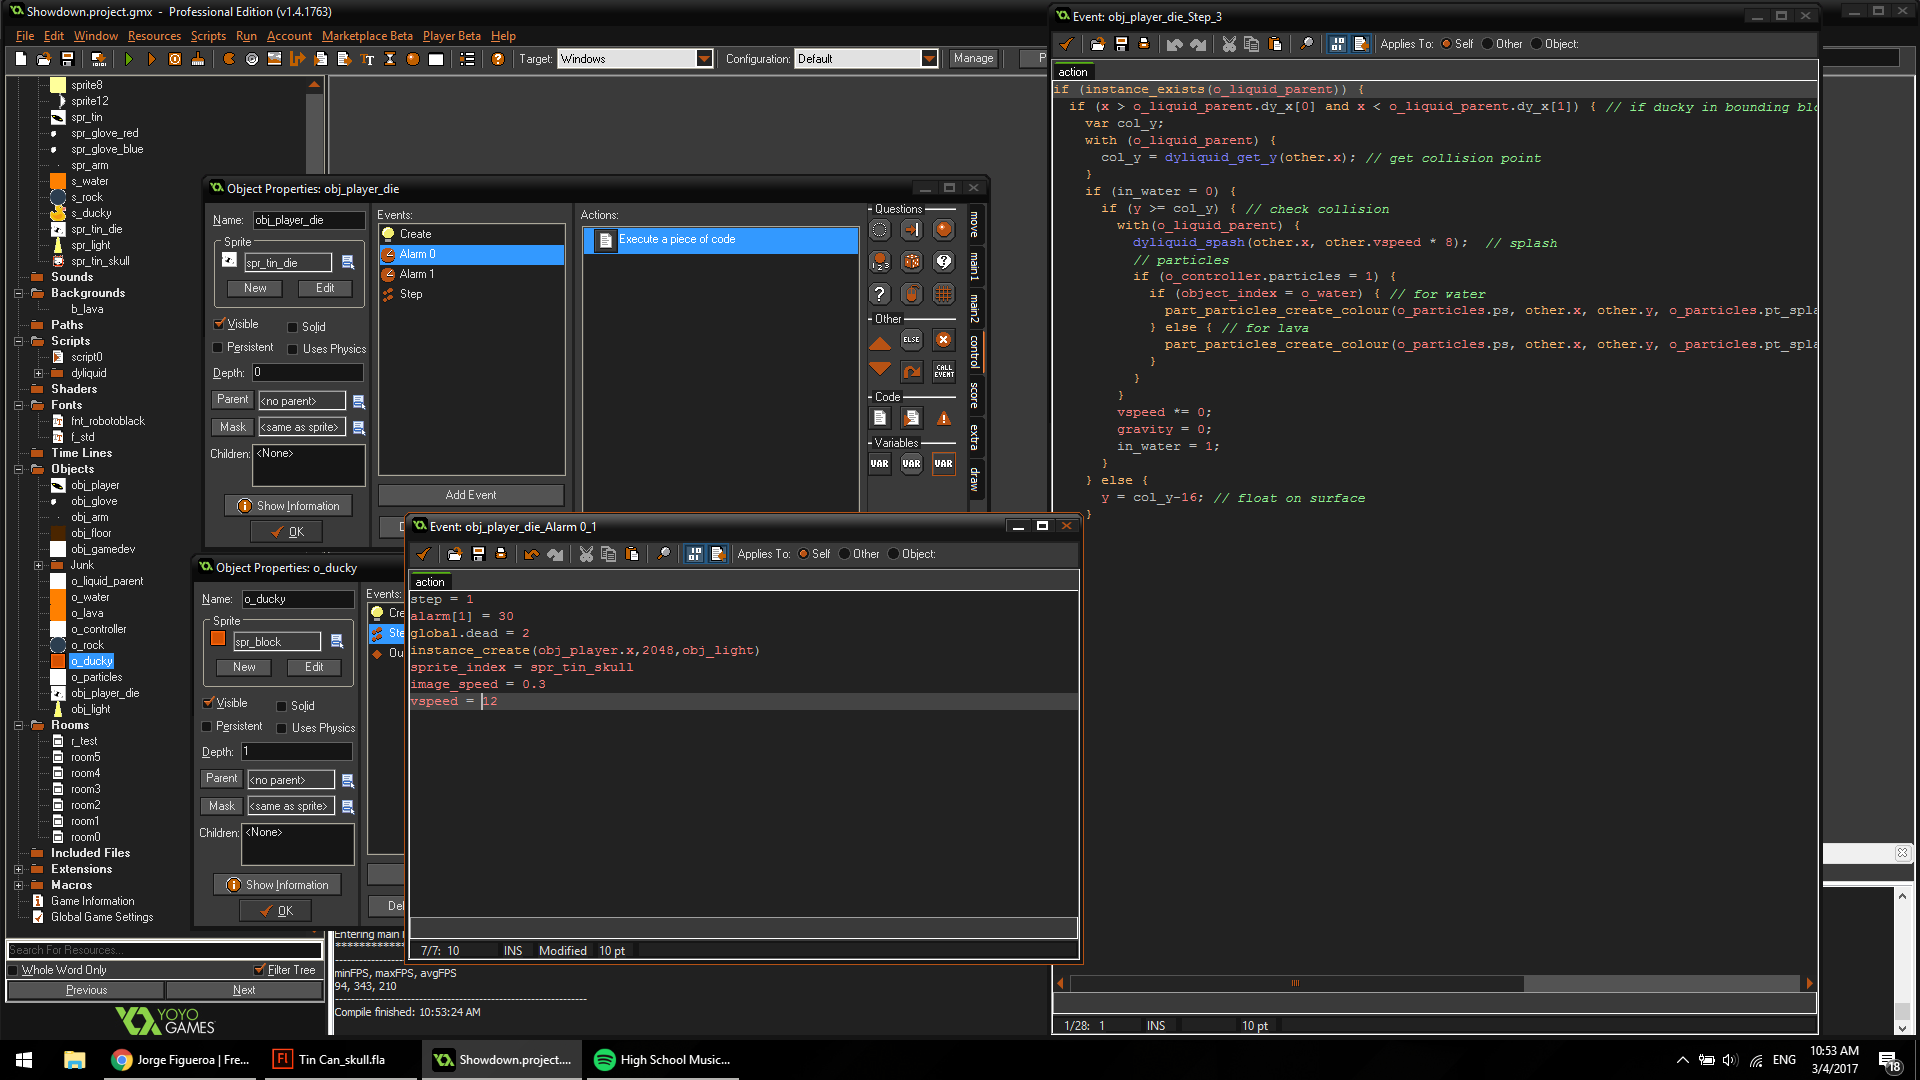 Showdown.project.gmx - Professional Edition (v1.4.1763)
File Edit Window Resources Scripts Run Account Marketplace Beta Player Beta Help
Target: Windows Configuration: Default Manage
sprite8
sprite12
spr_tin
spr_glove_red
spr_glove_blue
spr_arm
s_water
s_rock
s_ducky
spr_tin_die
spr_light
spr_tin_skull
Sounds
Backgrounds
b_lava
Paths
Scripts
script0
dyliquid
Shaders
Fonts
fnt_robotoblack
f_std
Time Lines
Objects
obj_player
obj_glove
obj_arm
obj_floor
obj_gamedev
Junk
o_liquid_parent
o_water
o_lava
o_controller
o_rock
o_ducky
o_particles
obj_player_die
obj_light
Rooms
r_test
room5
room4
room3
room2
room1
room0
Included Files
Extensions
Macros
Game Information
Global Game Settings
Search For Resources...
Whole Word Only Filter Tree
Previous Next
YOYO GAMES
Object Properties: obj_player_die
Name: obj_player_die
Sprite
spr_tin_die
New Edit
Visible Solid
Persistent Uses Physics
Depth: 0
Parent <no parent>
Mask <same as sprite>
Children: <None>
Show Information
OK
Events:
Create
Alarm 0
Alarm 1
Step
Add Event
Actions:
Execute a piece of code
Questions
Other
ELSE
CALL EVENT
Code
Variables
VAR VAR VAR
move
main1
main2
control
score
extra
draw
Object Properties: o_ducky
Name: o_ducky
Sprite
spr_block
New Edit
Visible Solid
Persistent Uses Physics
Depth: 1
Parent <no parent>
Mask <same as sprite>
Children: <None>
Show Information
OK
Events:
Cre
Ste
Ou
Del
Event: obj_player_die_Alarm 0_1
Applies To: Self Other Object:
action
step = 1
alarm[1] = 30
global.dead = 2
instance_create(obj_player.x,2048,obj_light)
sprite_index = spr_tin_skull
image_speed = 0.3
vspeed = 12
7/7: 10 INS Modified 10 pt
Entering main
minFPS, maxFPS, avgFPS
94, 343, 210
Compile finished: 10:53:24 AM
Event: obj_player_die_Step_3
Applies To: Self Other Object:
action
if (instance_exists(o_liquid_parent)) {
if (x > o_liquid_parent.dy_x[0] and x < o_liquid_parent.dy_x[1]) { // if ducky in bounding blo
var col_y;
with (o_liquid_parent) {
col_y = dyliquid_get_y(other.x); // get collision point
}
if (in_water = 0) {
if (y >= col_y) { // check collision
with(o_liquid_parent) {
dyliquid_spash(other.x, other.vspeed * 8); // splash
// particles
if (o_controller.particles = 1) {
if (object_index = o_water) { // for water
part_particles_create_colour(o_particles.ps, other.x, other.y, o_particles.pt_spla
} else { // for lava
part_particles_create_colour(o_particles.ps, other.x, other.y, o_particles.pt_spla
}
}
}
vspeed *= 0;
gravity = 0;
in_water = 1;
}
} else {
y = col_y-16; // float on surface
}
1/28: 1 INS 10 pt
Jorge Figueroa | Fre...
Tin Can_skull.fla
Showdown.project....
High School Music...
ENG
10:53 AM
3/4/2017
18